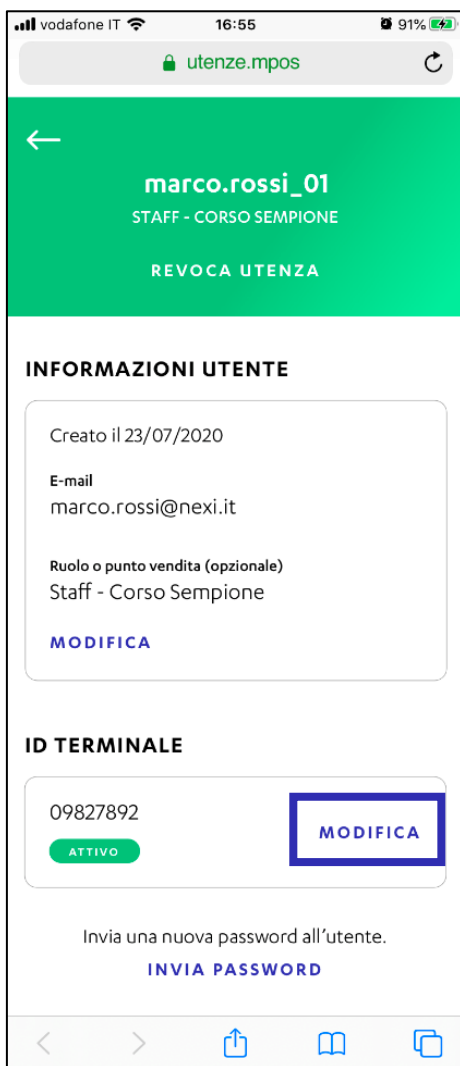 vodafone IT 16:55 91%
utenze.mpos
marco.rossi_01
STAFF - CORSO SEMPIONE
REVOCA UTENZA
INFORMAZIONI UTENTE
Creato il 23/07/2020
E-mail
marco.rossi@nexi.it
Ruolo o punto vendita (opzionale)
Staff - Corso Sempione
MODIFICA
ID TERMINALE
09827892
MODIFICA
ATTIVO
Invia una nuova password all'utente.
INVIA PASSWORD